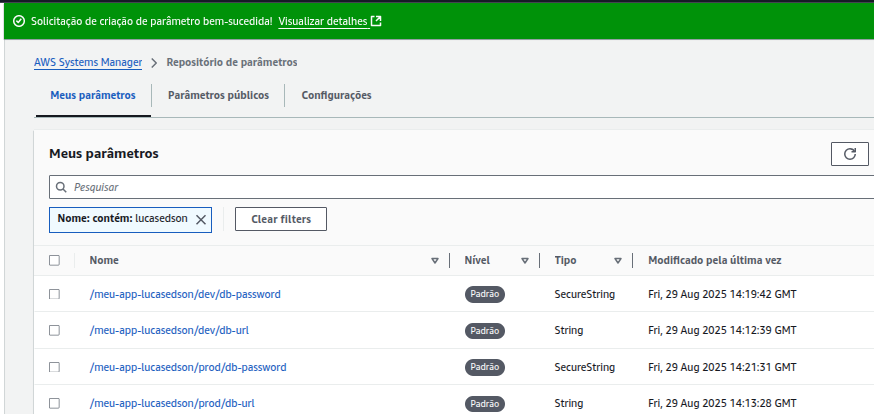 Solicitação de criação de parâmetro bem-sucedida! Visualizar detalhes
AWS Systems Manager > Repositório de parâmetros
Meus parâmetros Parâmetros públicos Configurações
Meus parâmetros
Pesquisar
Nome: contém: lucasedson Clear filters
Nome Nível Tipo Modificado pela última vez
/meu-app-lucasedson/dev/db-password Padrão SecureString Fri, 29 Aug 2025 14:19:42 GMT
/meu-app-lucasedson/dev/db-url Padrão String Fri, 29 Aug 2025 14:12:39 GMT
/meu-app-lucasedson/prod/db-password Padrão SecureString Fri, 29 Aug 2025 14:21:31 GMT
/meu-app-lucasedson/prod/db-url Padrão String Fri, 29 Aug 2025 14:13:28 GMT